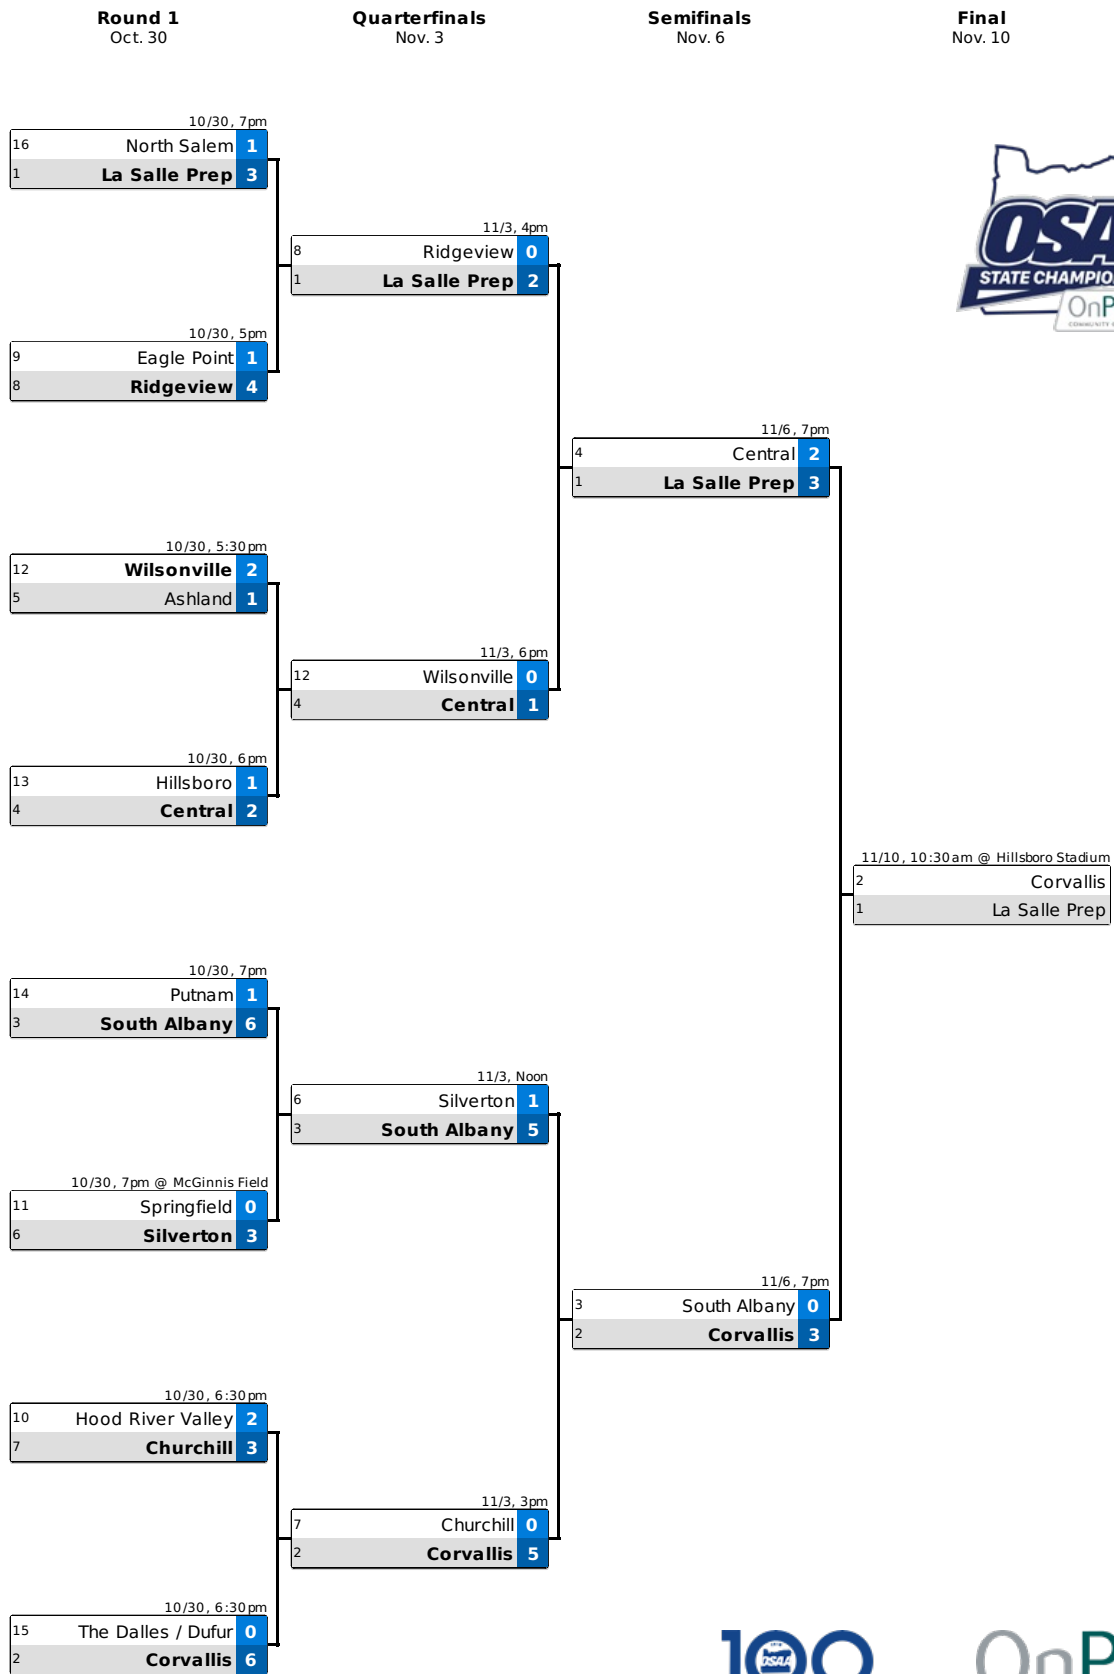 Round 1
Oct. 30
Quarterfinals
Nov. 3
Semifinals
Nov. 6
Final
Nov. 10
10/30, 7pm
16 North Salem 1
1 La Salle Prep 3
11/3, 4pm
8 Ridgeview 0
1 La Salle Prep 2
10/30, 5pm
9 Eagle Point 1
8 Ridgeview 4
11/6, 7pm
4 Central 2
1 La Salle Prep 3
10/30, 5:30pm
12 Wilsonville 2
5 Ashland 1
11/3, 6pm
12 Wilsonville 0
4 Central 1
10/30, 6pm
13 Hillsboro 1
4 Central 2
11/10, 10:30am @ Hillsboro Stadium
2 Corvallis
1 La Salle Prep
10/30, 7pm
14 Putnam 1
3 South Albany 6
11/3, Noon
6 Silverton 1
3 South Albany 5
10/30, 7pm @ McGinnis Field
11 Springfield 0
6 Silverton 3
11/6, 7pm
3 South Albany 0
2 Corvallis 3
10/30, 6:30pm
10 Hood River Valley 2
7 Churchill 3
11/3, 3pm
7 Churchill 0
2 Corvallis 5
10/30, 6:30pm
15 The Dalles / Dufur 0
2 Corvallis 6
OSA
STATE CHAMPIO
OnP
COMMUNITY
100
OSAA
OnP